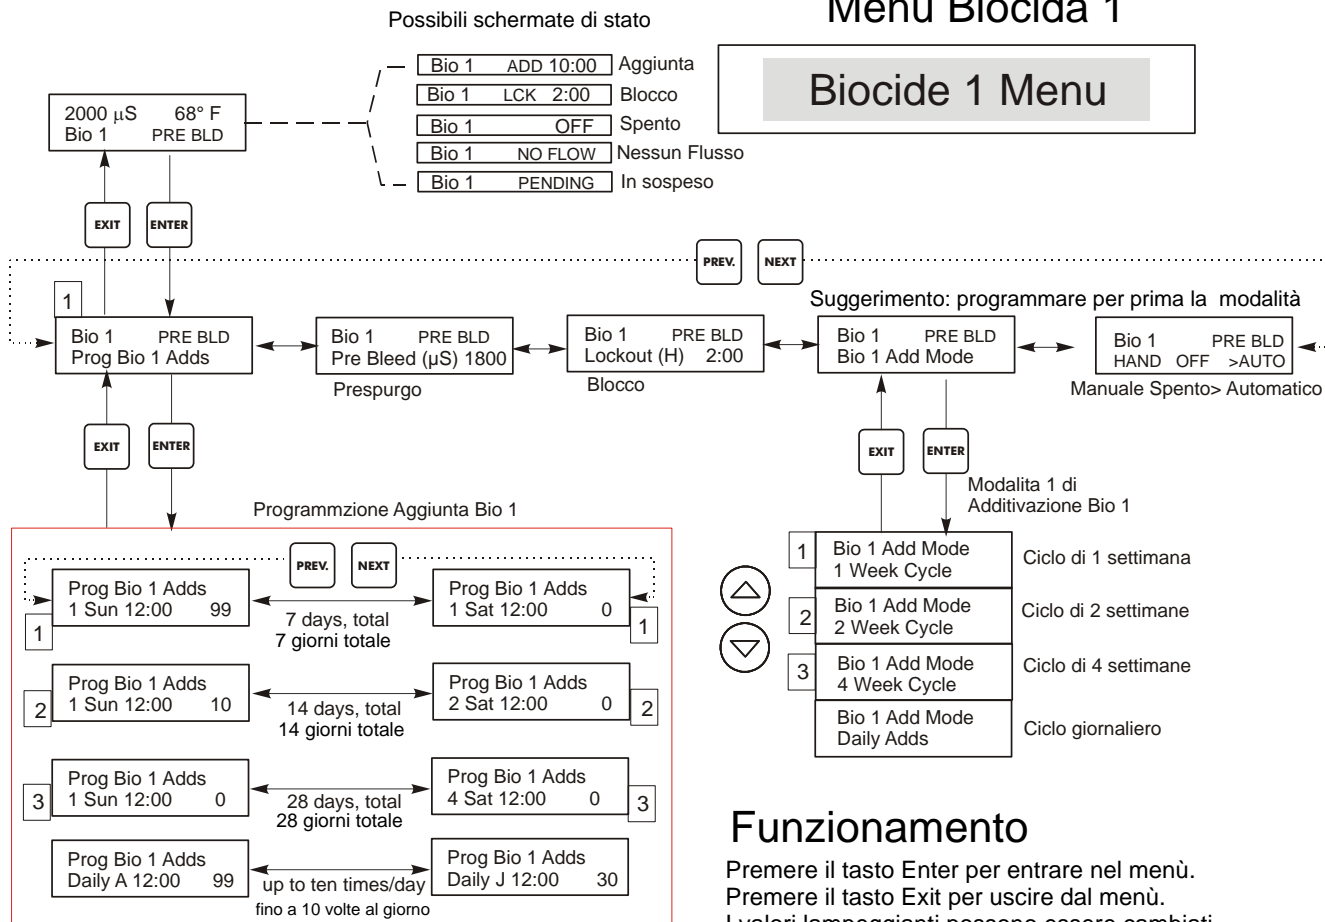 Menu Biocida 1
Possibili schermate di stato
Biocide 1 Menu
2000 µS 68° F
Bio 1 PRE BLD
Bio 1 ADD 10:00 Aggiunta
Bio 1 LCK 2:00 Blocco
Bio 1 OFF Spento
Bio 1 NO FLOW Nessun Flusso
Bio 1 PENDING In sospeso
EXIT
ENTER
PREV.
NEXT
Suggerimento: programmare per prima la modalità
1
Bio 1 PRE BLD
Prog Bio 1 Adds
Bio 1 PRE BLD
Pre Bleed (µS) 1800
Prespurgo
Bio 1 PRE BLD
Lockout (H) 2:00
Blocco
Bio 1 PRE BLD
Bio 1 Add Mode
Bio 1 PRE BLD
HAND OFF >AUTO
Manuale Spento> Automatico
EXIT
ENTER
EXIT
ENTER
Modalita 1 di
Additivazione Bio 1
Programmzione Aggiunta Bio 1
PREV.
NEXT
Prog Bio 1 Adds
1 Sun 12:00 99
1
7 days, total
7 giorni totale
Prog Bio 1 Adds
1 Sat 12:00 0
1
Prog Bio 1 Adds
1 Sun 12:00 10
2
14 days, total
14 giorni totale
Prog Bio 1 Adds
2 Sat 12:00 0
2
Prog Bio 1 Adds
1 Sun 12:00 0
3
28 days, total
28 giorni totale
Prog Bio 1 Adds
4 Sat 12:00 0
3
Prog Bio 1 Adds
Daily A 12:00 99
up to ten times/day
fino a 10 volte al giorno
Prog Bio 1 Adds
Daily J 12:00 30
1
Bio 1 Add Mode
1 Week Cycle
Ciclo di 1 settimana
2
Bio 1 Add Mode
2 Week Cycle
Ciclo di 2 settimane
3
Bio 1 Add Mode
4 Week Cycle
Ciclo di 4 settimane
Bio 1 Add Mode
Daily Adds
Ciclo giornaliero
Funzionamento
Premere il tasto Enter per entrare nel menù.
Premere il tasto Exit per uscire dal menù.
I valori lampeggianti possono essere cambiati